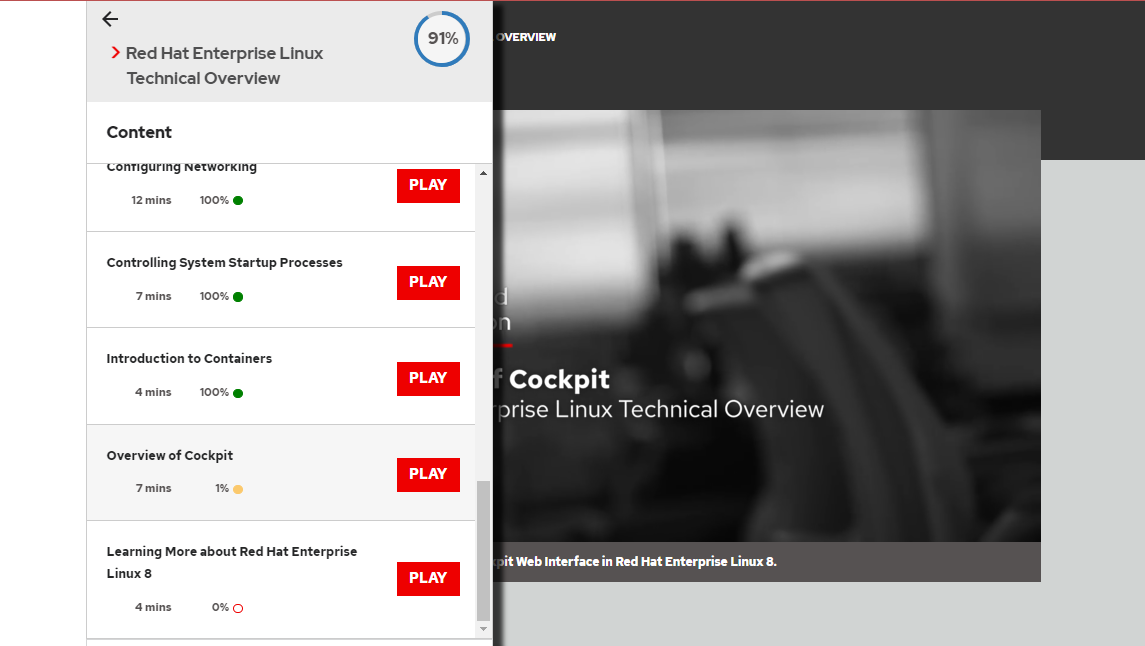 91%
Red Hat Enterprise Linux
Technical Overview
Content
Configuring Networking
12 mins 100%
PLAY
Controlling System Startup Processes
7 mins 100%
PLAY
Introduction to Containers
4 mins 100%
PLAY
Overview of Cockpit
7 mins 1%
PLAY
Learning More about Red Hat Enterprise
Linux 8
4 mins 0%
PLAY
OVERVIEW
Cockpit
prise Linux Technical Overview
pit Web Interface in Red Hat Enterprise Linux 8.